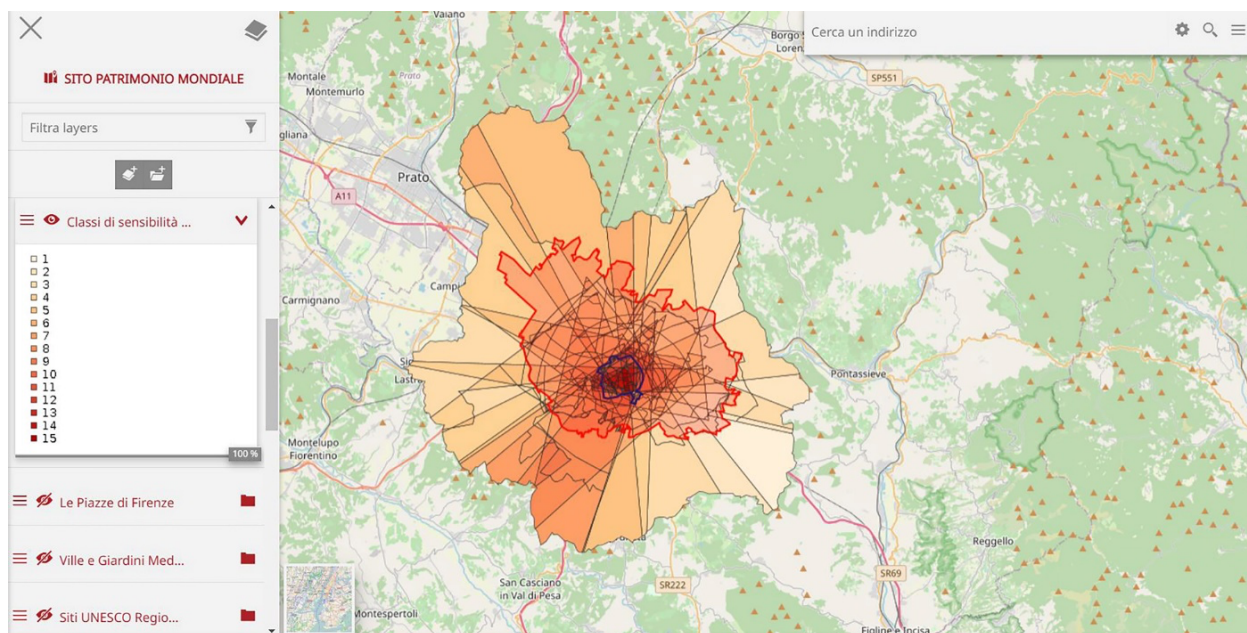 SITO PATRIMONIO MONDIALE
Filtra layers
Classi di sensibilità ...
1
2
3
4
5
6
7
8
9
10
11
12
13
14
15
100 %
Le Piazze di Firenze
Ville e Giardini Med...
Siti UNESCO Regio...
Cerca un indirizzo
Vaiano
Borgo
Loren
SP551
Montale
Prato
Montemurlo
gliana
Prato
A11
Campi
Carmignano
Lastra
Pontassieve
Montelupo
Fiorentino
Reggello
San Casciano
in Val di Pesa
SR222
SR69
Montespertoli
Figline e Incisa